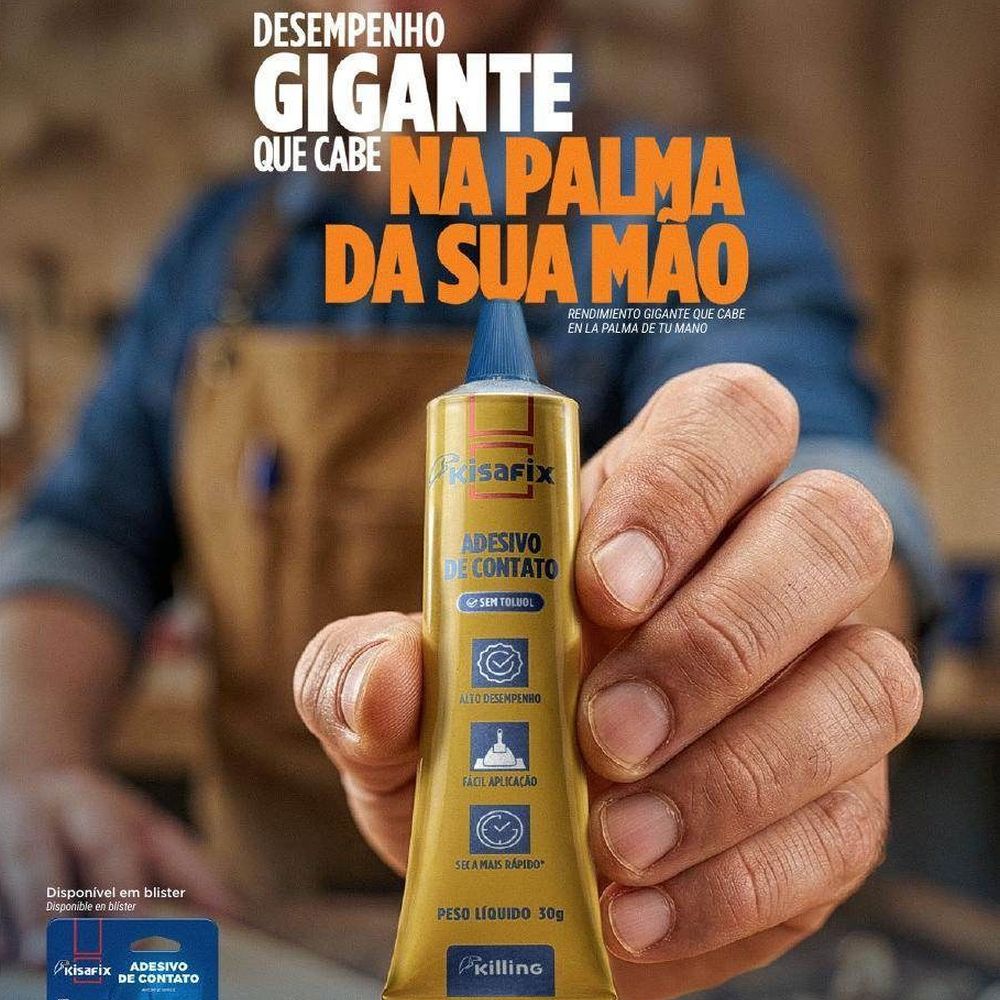 DESEMPENHO
GIGANTE
QUE CABE NA PALMA
DA SUA MÃO
RENDIMIENTO GIGANTE QUE CABE
EN LA PALMA DE TU MANO
Kisafix
ADESIVO
DE CONTATO
SEM TOLUOL
ALTO DESEMPENHO
FÁCIL APLICAÇÃO
SECA MAIS RÁPIDO*
PESO LÍQUIDO 30g
Killing
Disponível em blister
Disponible en blíster
Kisafix
ADESIVO
DE CONTATO